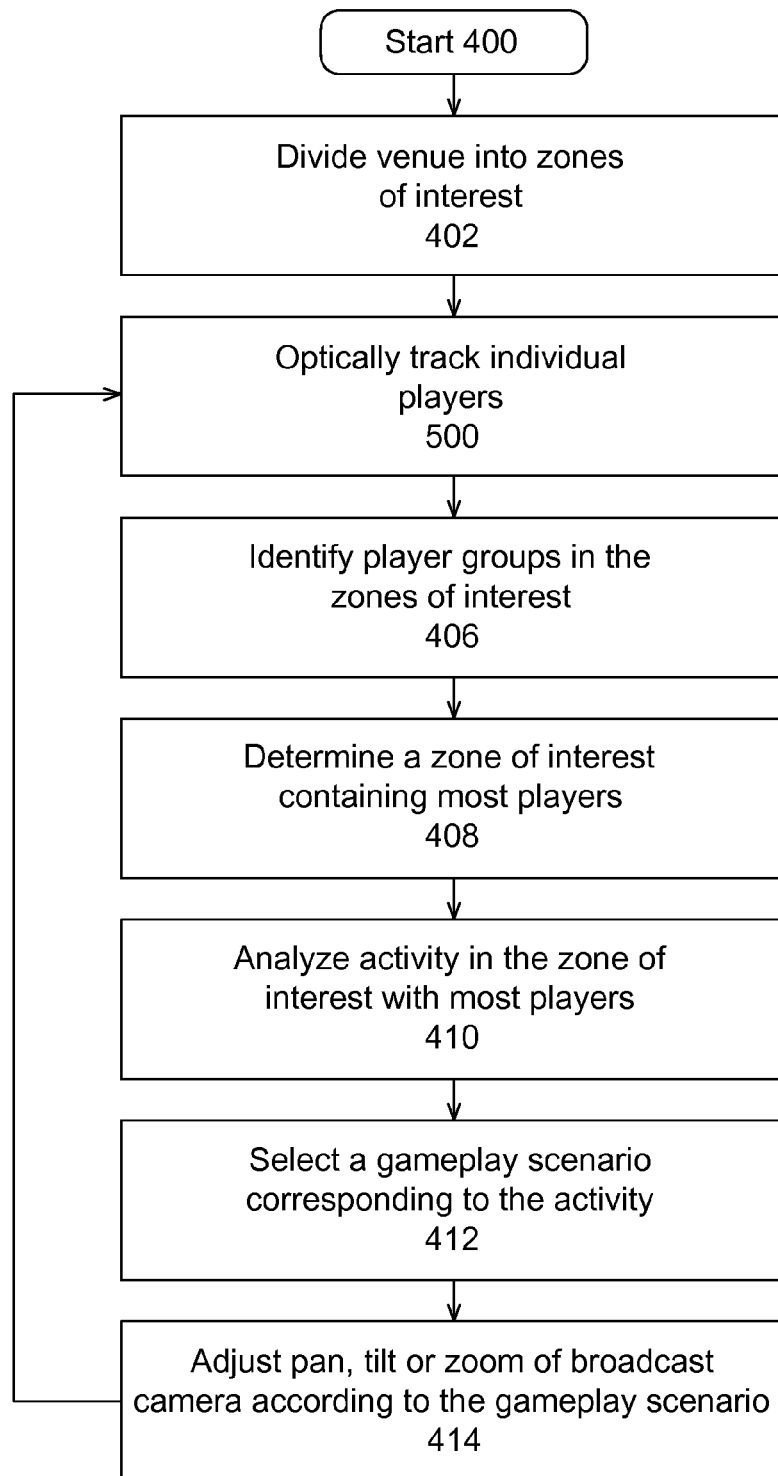 Start 400
Divide venue into zones
of interest
402
Optically track individual
players
500
Identify player groups in the
zones of interest
406
Determine a zone of interest
containing most players
408
Analyze activity in the zone of
interest with most players
410
Select a gameplay scenario
corresponding to the activity
412
Adjust pan, tilt or zoom of broadcast
camera according to the gameplay scenario
414